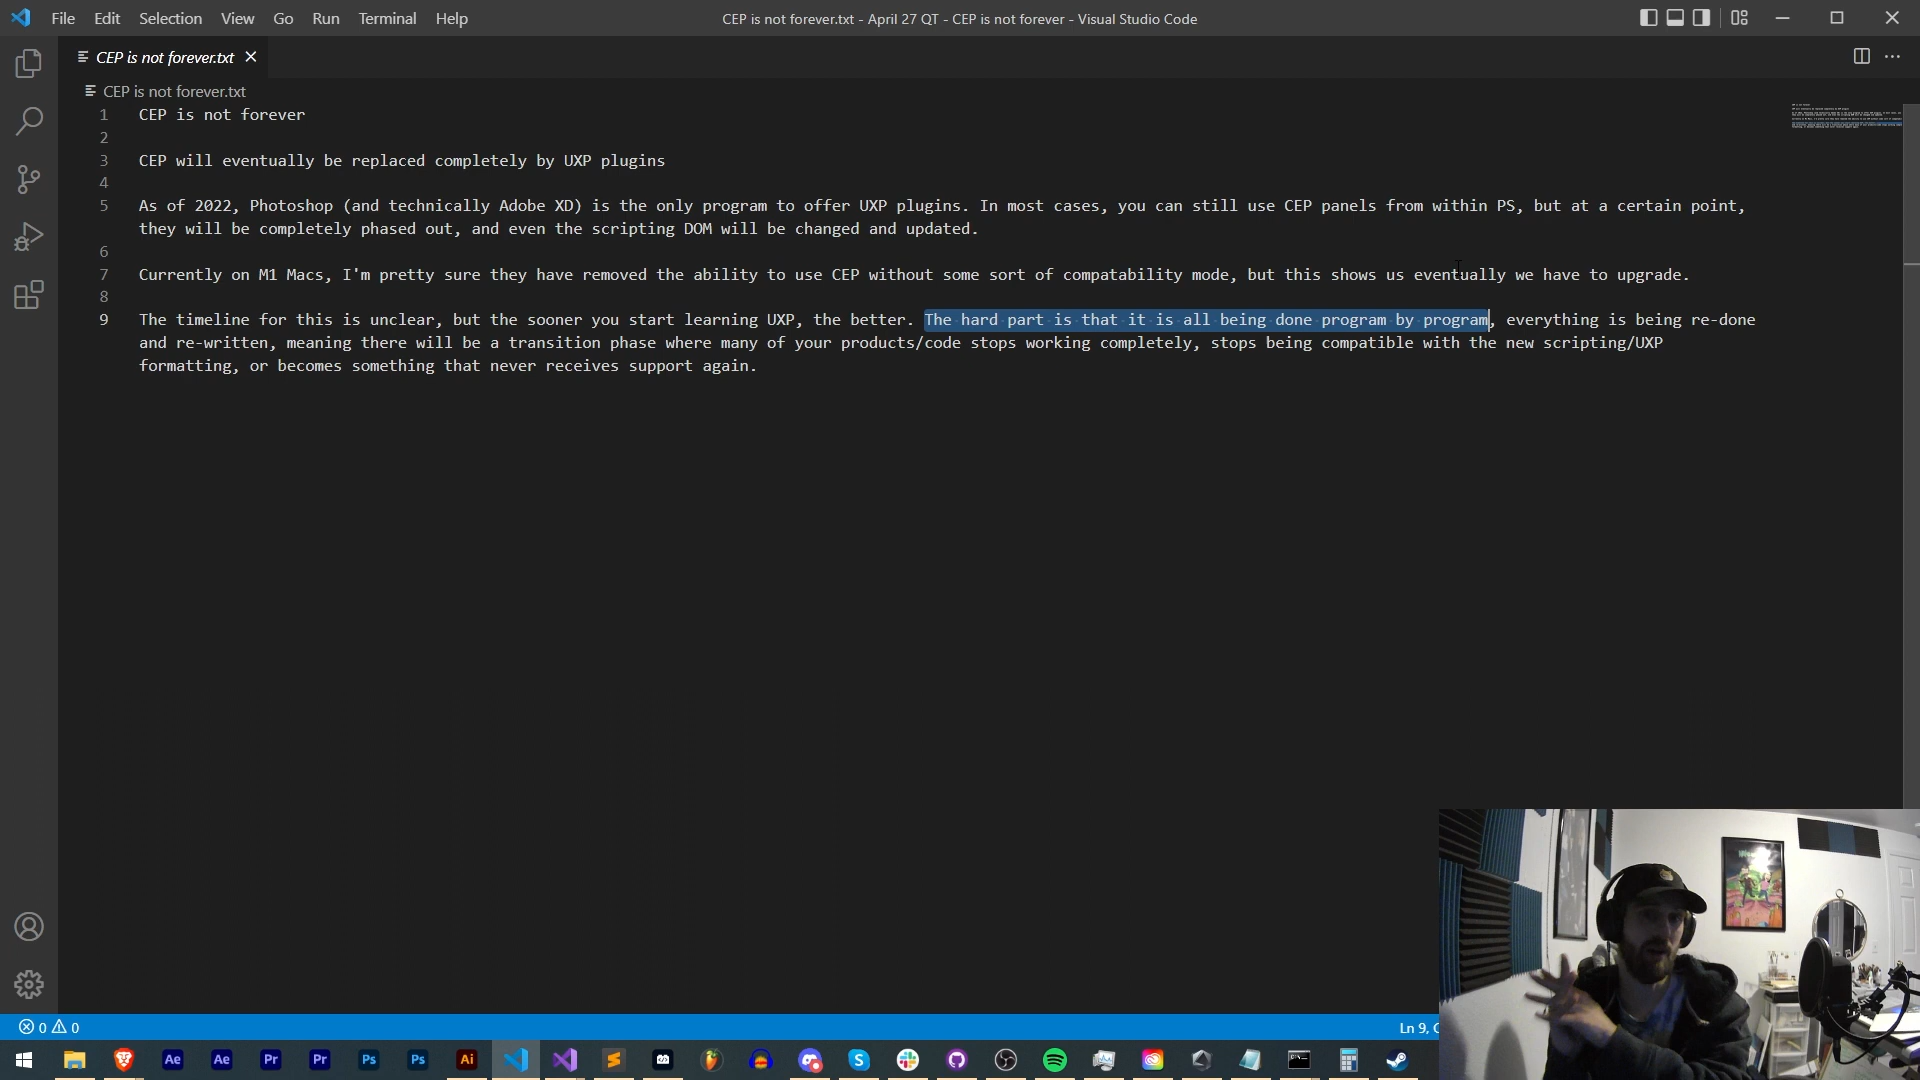 File Edit Selection View Go Run Terminal Help
CEP is not forever.txt - April 27 QT - CEP is not forever - Visual Studio Code
CEP is not forever.txt
CEP is not forever.txt
1 CEP is not forever
2
3 CEP will eventually be replaced completely by UXP plugins
4
5 As of 2022, Photoshop (and technically Adobe XD) is the only program to offer UXP plugins. In most cases, you can still use CEP panels from within PS, but at a certain point,
they will be completely phased out, and even the scripting DOM will be changed and updated.
6
7 Currently on M1 Macs, I'm pretty sure they have removed the ability to use CEP without some sort of compatability mode, but this shows us eventually we have to upgrade.
8
9 The timeline for this is unclear, but the sooner you start learning UXP, the better. The hard part is that it is all being done program by program, everything is being re-done
and re-written, meaning there will be a transition phase where many of your products/code stops working completely, stops being compatible with the new scripting/UXP
formatting, or becomes something that never receives support again.
0 0
Ln 9,
Ae Ae Pr Pr Ps Ps Ai